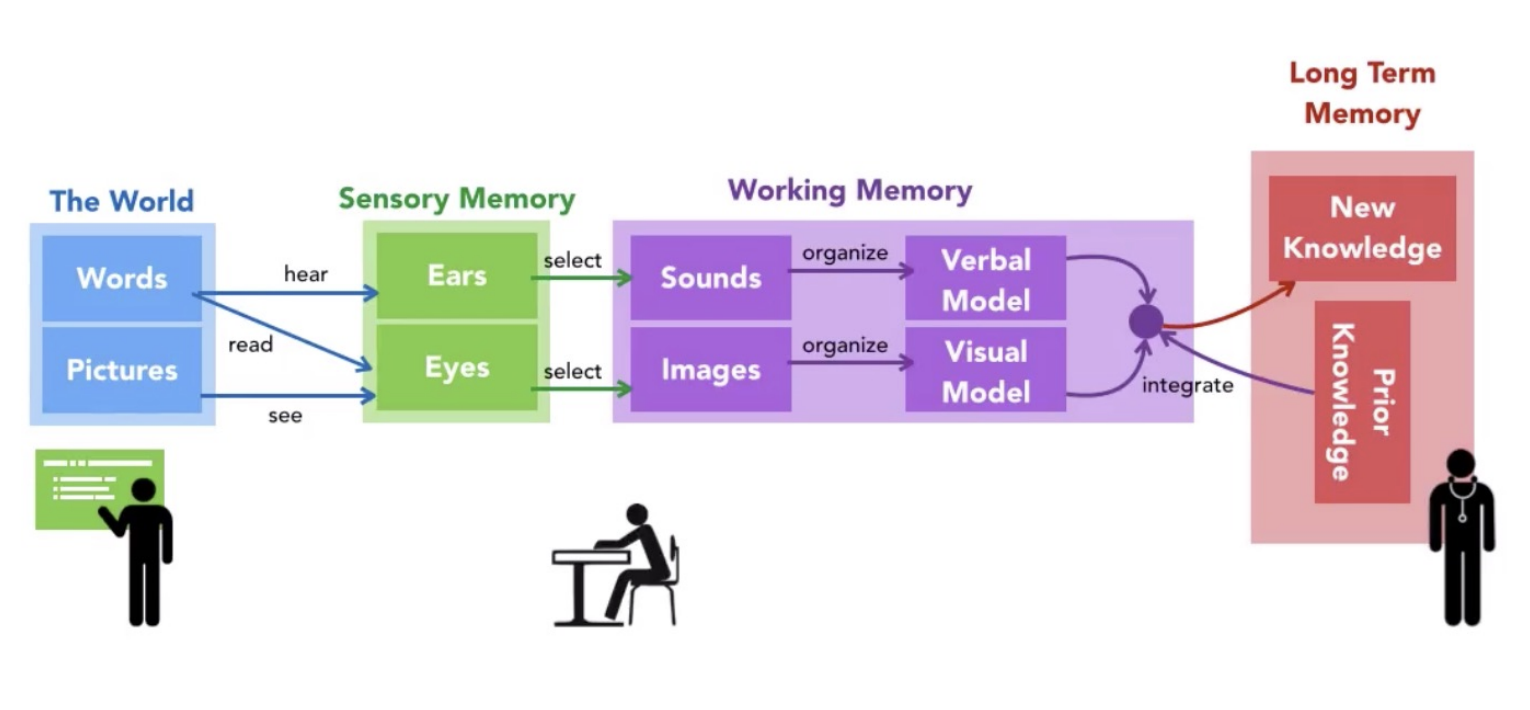 Long Term
Memory
The World
Sensory Memory
Working Memory
Words
Pictures
hear
read
see
Ears
Eyes
select
select
Sounds
Images
organize
organize
Verbal
Model
Visual
Model
integrate
New
Knowledge
Prior
Knowledge